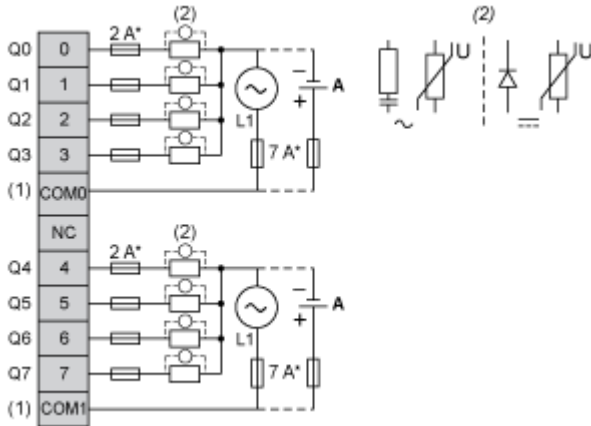 (2)
Q0 0 2 A*
Q1 1
Q2 2
Q3 3
L1
7 A*
− + A
(1) COM0
NC
(2)
Q4 4 2 A*
Q5 5
Q6 6
Q7 7
L1
7 A*
− + A
(1) COM1
(2)
U U